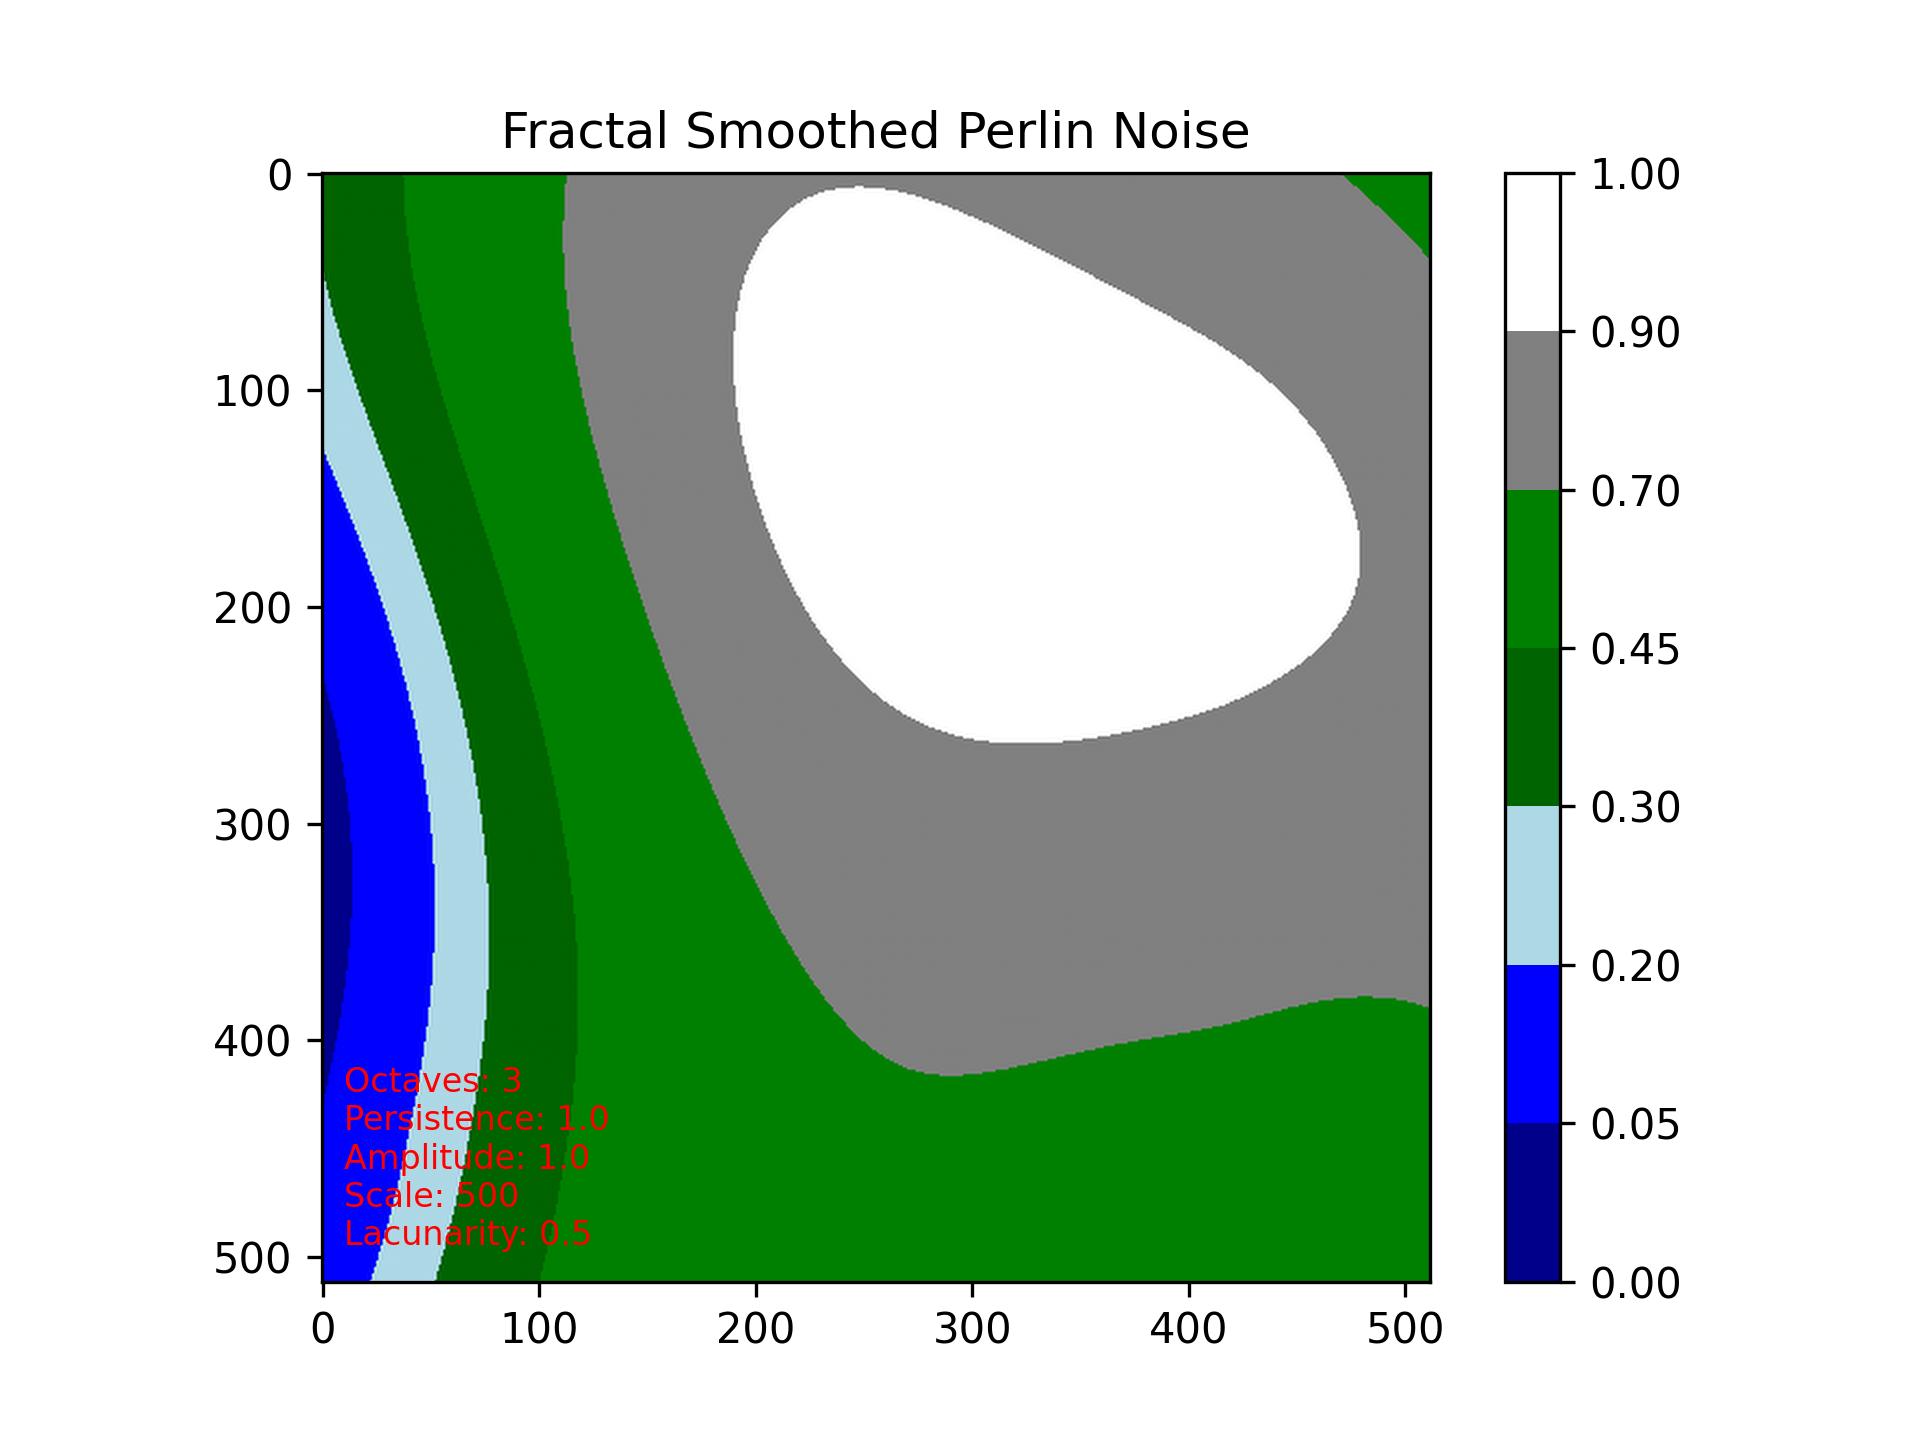 Fractal Smoothed Perlin Noise
0
100
200
300
400
500
Octaves: 3
Persistence: 1.0
Amplitude: 1.0
Scale: 500
Lacunarity: 0.5
0 100 200 300 400 500
1.00
0.90
0.70
0.45
0.30
0.20
0.05
0.00